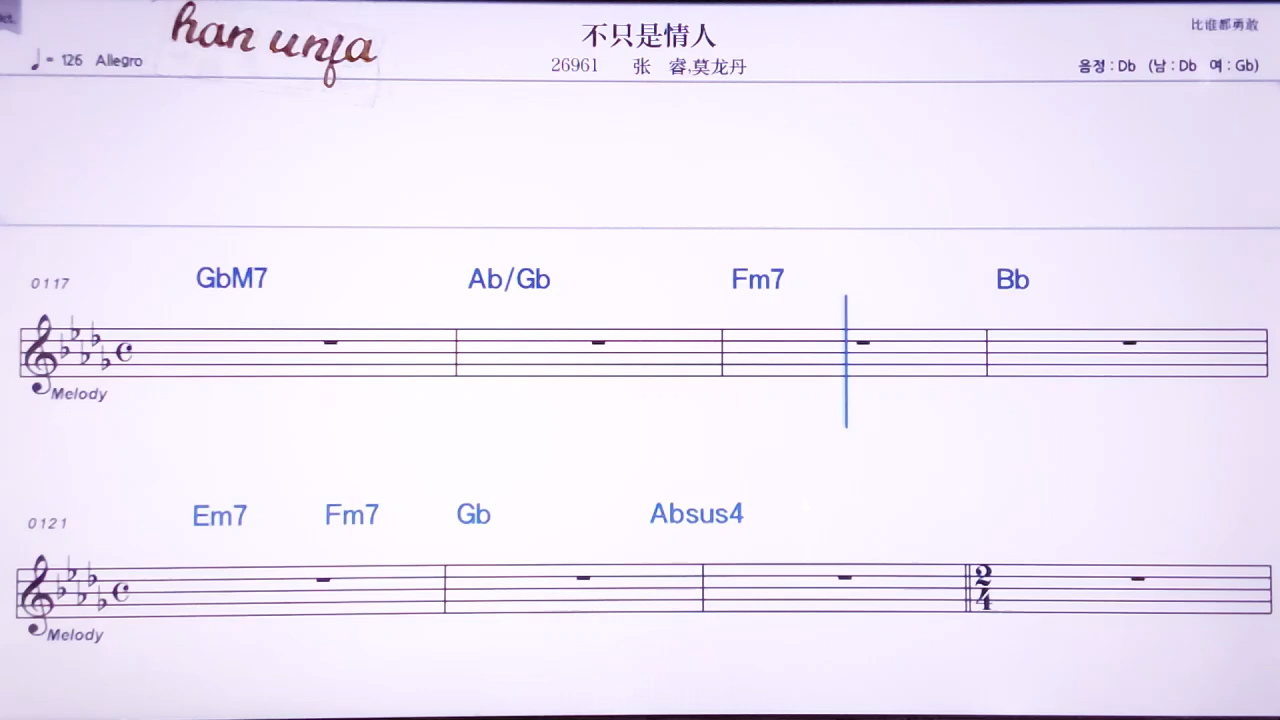 han unfa
不只是情人
比谁都勇敢
♩= 126 Allegro
26961 张 睿,莫龙丹
음정 : Db (남 : Db 여 : Gb)
0117 GbM7 Ab/Gb Fm7 Bb
Melody
0121 Em7 Fm7 Gb Absus4
2
4
Melody